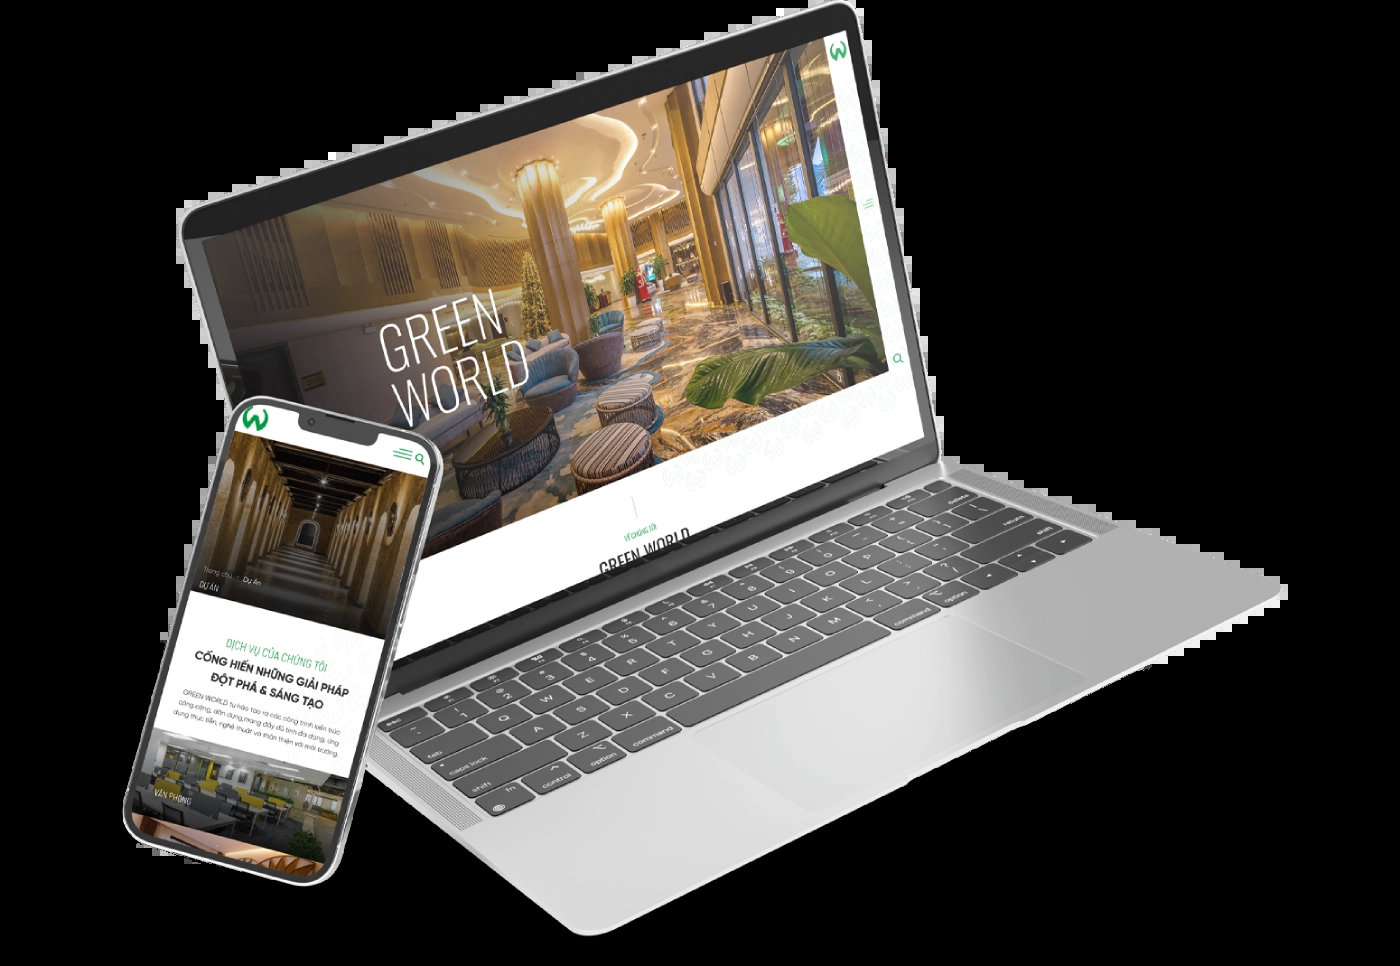 GREEN
WORLD
VỀ CHÚNG TÔI
GREEN WORLD
Trang chủ
Dự Án
DỰ ÁN
DỊCH VỤ CỦA CHÚNG TÔI
CỐNG HIẾN NHỮNG GIẢI PHÁP
ĐỘT PHÁ & SÁNG TẠO
GREEN WORLD tự hào tạo ra các công trình kiến trúc
công cộng, dân dụng,mang đầy đủ tính đa dạng, ứng
dụng thực tiễn, nghệ thuật và thân thiện với môi trường.
VĂN PHÒNG
esc
delete
Q W E R T Y U I O P
tab
return
A S D F G H J K L
caps lock
shift
Z X C V B N M
shift
fn
control
option
command
command
option